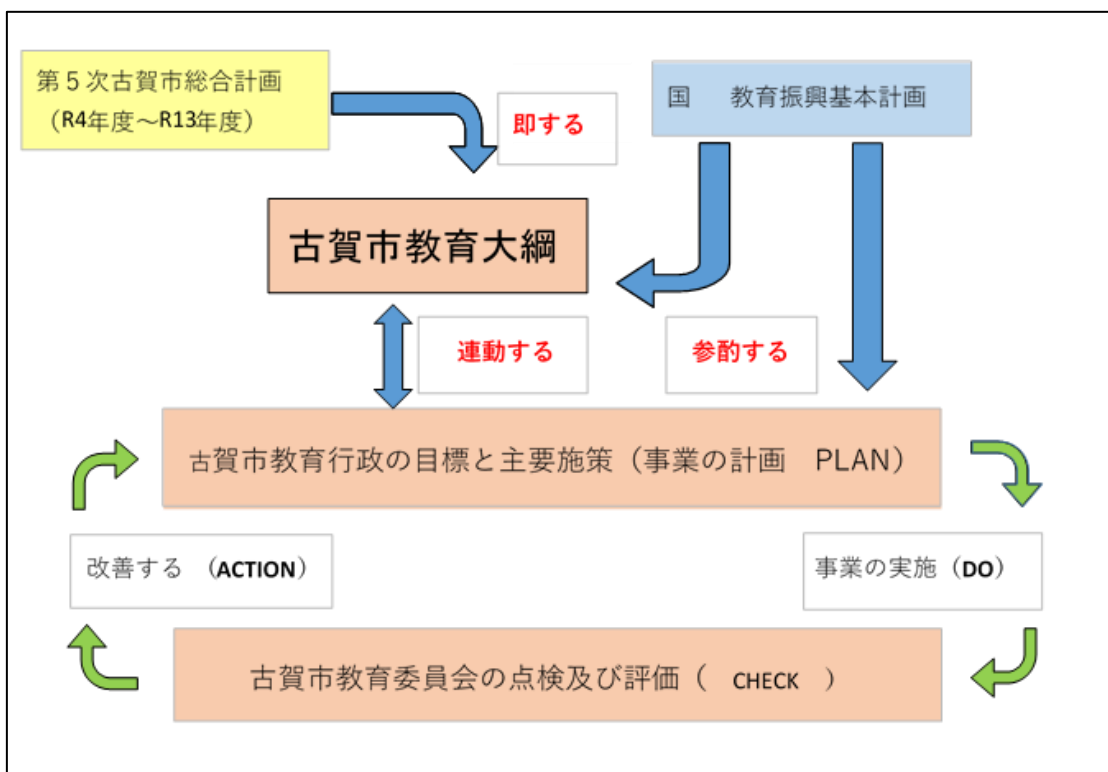 第5次古賀市総合計画
（R4年度～R13年度）
即する
国　教育振興基本計画
古賀市教育大綱
連動する
参酌する
古賀市教育行政の目標と主要施策（事業の計画　PLAN）
改善する　（ACTION）
事業の実施（DO）
古賀市教育委員会の点検及び評価（　CHECK　）